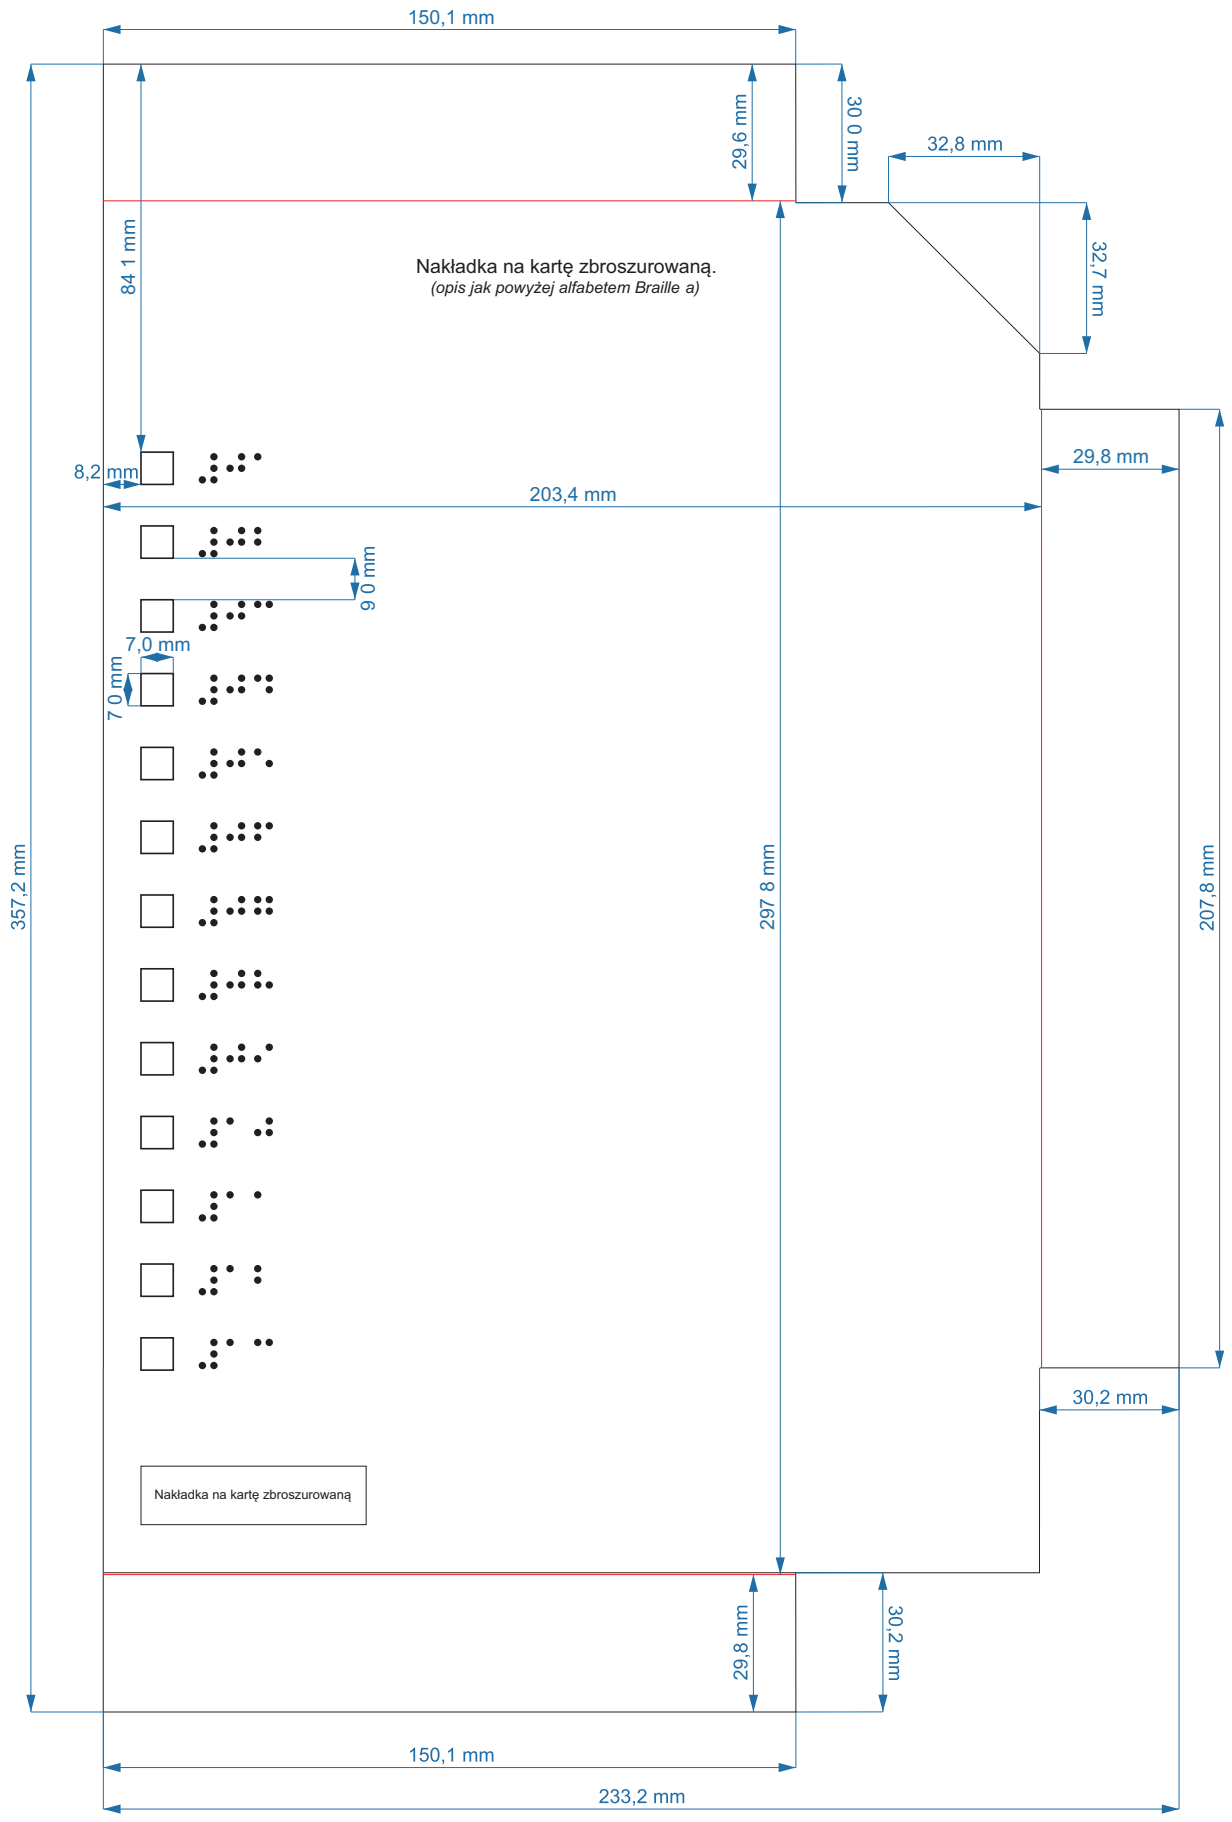 150,1 mm
29,6 mm
30 0 mm
32,8 mm
84 1 mm
32,7 mm
Nakładka na kartę zbroszurowaną.
(opis jak powyżej alfabetem Braille a)
⠼⠚⠁
8,2 mm
29,8 mm
203,4 mm
⠼⠚⠃
9 0 mm
⠼⠚⠉
7,0 mm
7 0 mm
⠼⠚⠙
⠼⠚⠑
⠼⠚⠋
357,2 mm
297 8 mm
207,8 mm
⠼⠚⠛
⠼⠚⠓
⠼⠚⠊
⠼⠁⠚
⠼⠁⠁
⠼⠁⠃
⠼⠁⠉
30,2 mm
Nakładka na kartę zbroszurowaną
29,8 mm
30,2 mm
150,1 mm
233,2 mm